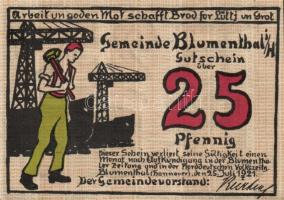 Arbeit un goden Mot schafft Brod för Lütj un Grot
Gemeinde Blumenthal i/H
Gutschein
über
25
Pfennig
Dieser Schein verliert seine Gültigkeit einen
Monat nach Aufkündigung in der Blumentha-
ler Zeitung und in der Norddeutschen Volkszeitg.
Blumenthal (Hannover), den 25. Juli 1921.
Der Gemeindevorstand: